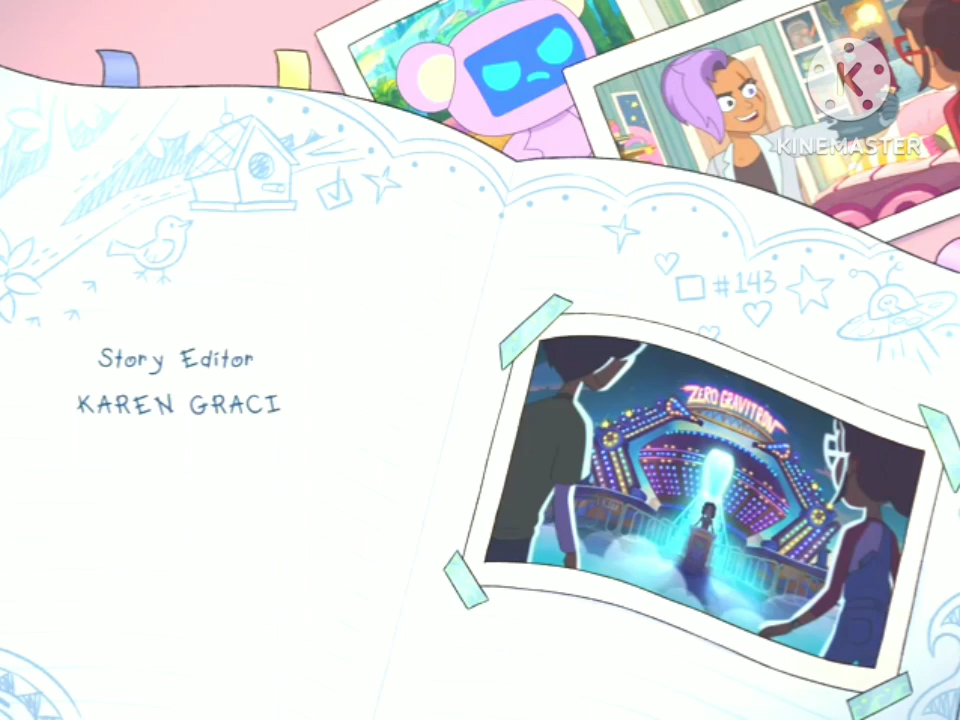 K
KINEMASTER
#143
Story Editor
KAREN GRACI
ZERO GRAVITRON